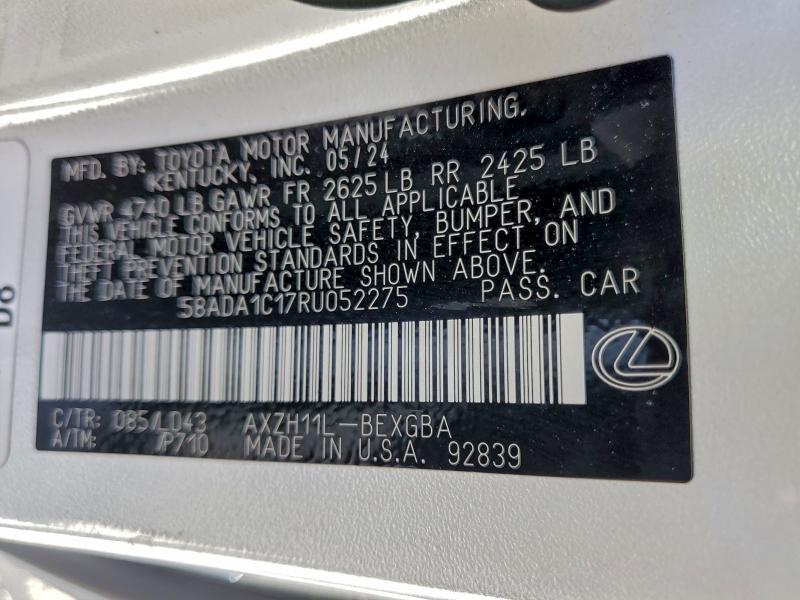 MFD. BY: TOYOTA MOTOR MANUFACTURING,
KENTUCKY, INC. 05/24
GVWR 4740 LB GAWR FR 2625 LB RR 2425 LB
THIS VEHICLE CONFORMS TO ALL APPLICABLE
FEDERAL MOTOR VEHICLE SAFETY, BUMPER, AND
THEFT PREVENTION STANDARDS IN EFFECT ON
THE DATE OF MANUFACTURE SHOWN ABOVE.
58ADA1C17RU052275 PASS. CAR
C/TR: 085/LD43 AXZH11L-BEXGBA
A/TM: /P710 MADE IN U.S.A. 92839